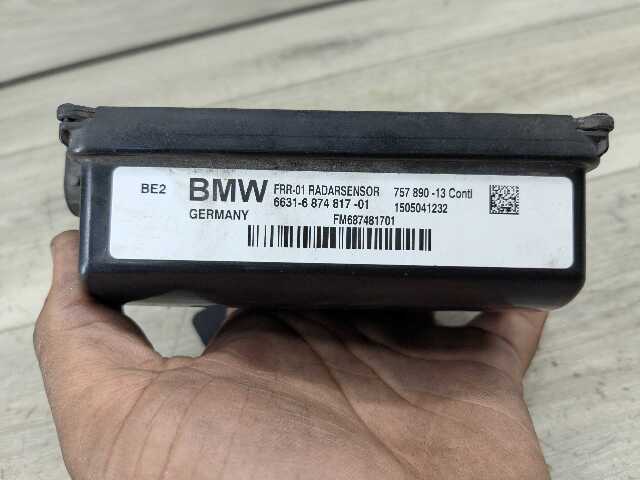 BE2 BMW FRR-01 RADARSENSOR 757 890 -13 Conti
6631-6 874 817 -01 1505041232
GERMANY FM687481701